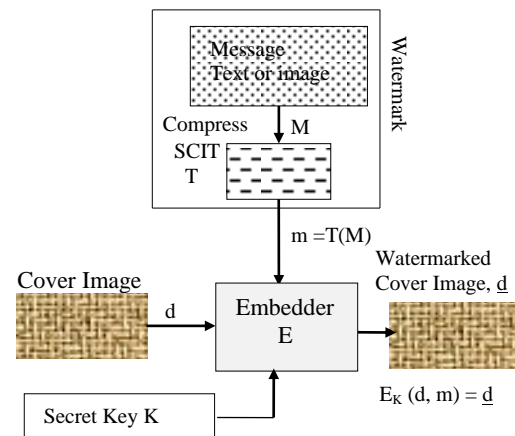 Message
Text or image
Watermark
Compress
SCIT
T
M
m =T(M)
Cover Image
d
Embedder
E
Watermarked
Cover Image, d
E_K (d, m) = d
Secret Key K